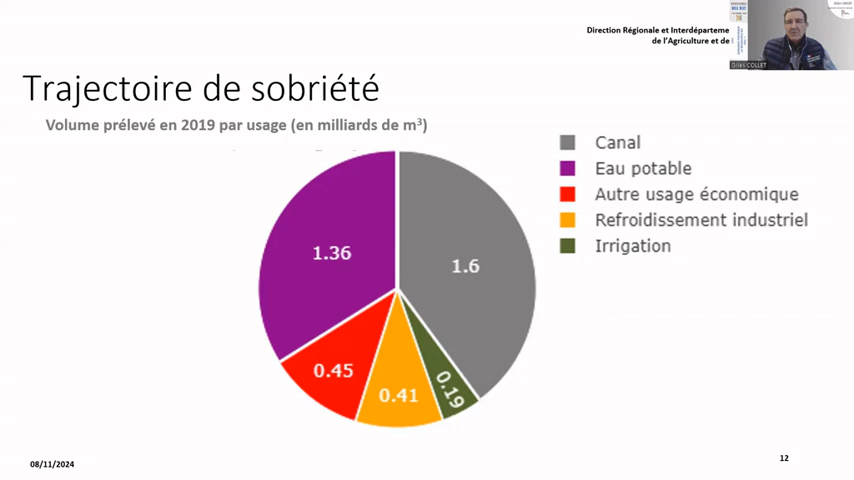 Direction Régionale et Interdéparteme
de l'Agriculture et de
Gilles COLLET
Trajectoire de sobriété
Volume prélevé en 2019 par usage (en milliards de m³)
Canal
Eau potable
Autre usage économique
Refroidissement industriel
Irrigation
1.36
1.6
0.45
0.41
0.19
08/11/2024
12